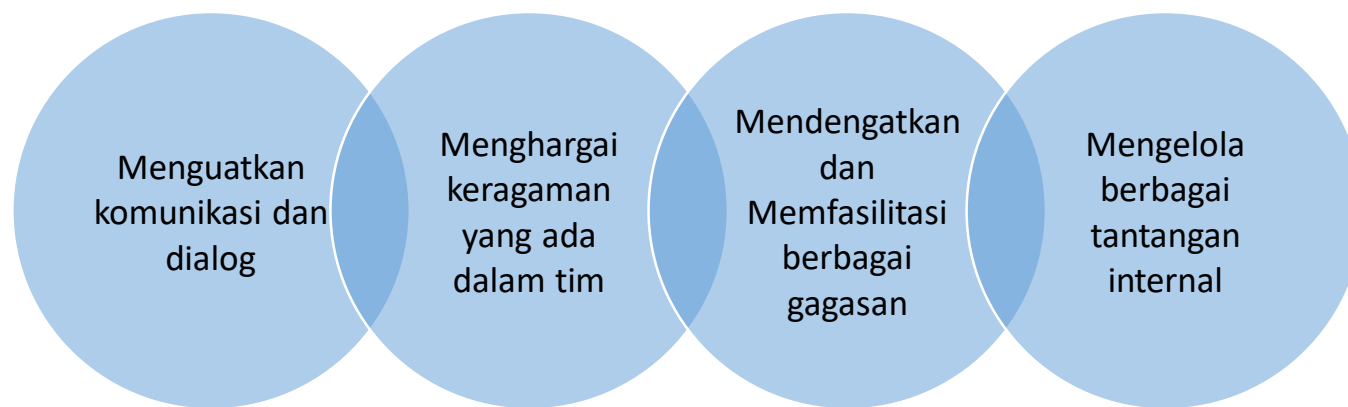 Menguatkan
komunikasi dan
dialog
Menghargai
keragaman
yang ada
dalam tim
Mendengatkan
dan
Memfasilitasi
berbagai
gagasan
Mengelola
berbagai
tantangan
internal